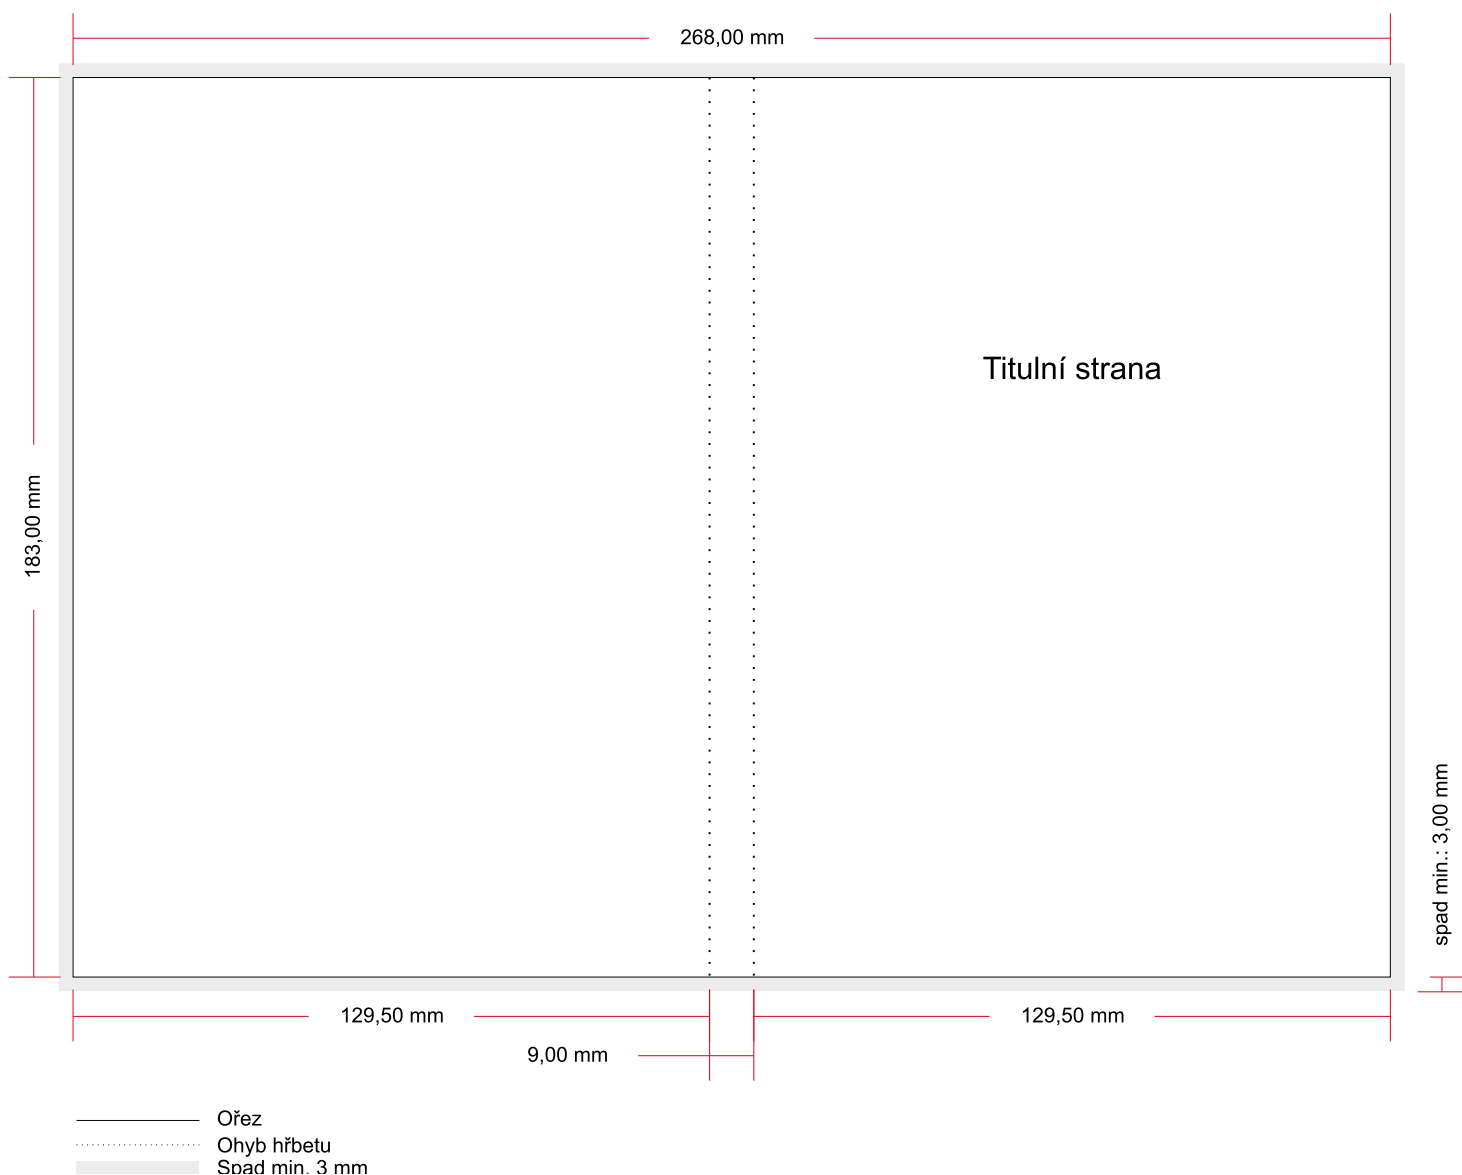 268,00 mm
Titulní strana
183,00 mm
spad min.: 3,00 mm
129,50 mm
129,50 mm
9,00 mm
Ořez
Ohyb hřbetu
Spad min. 3 mm